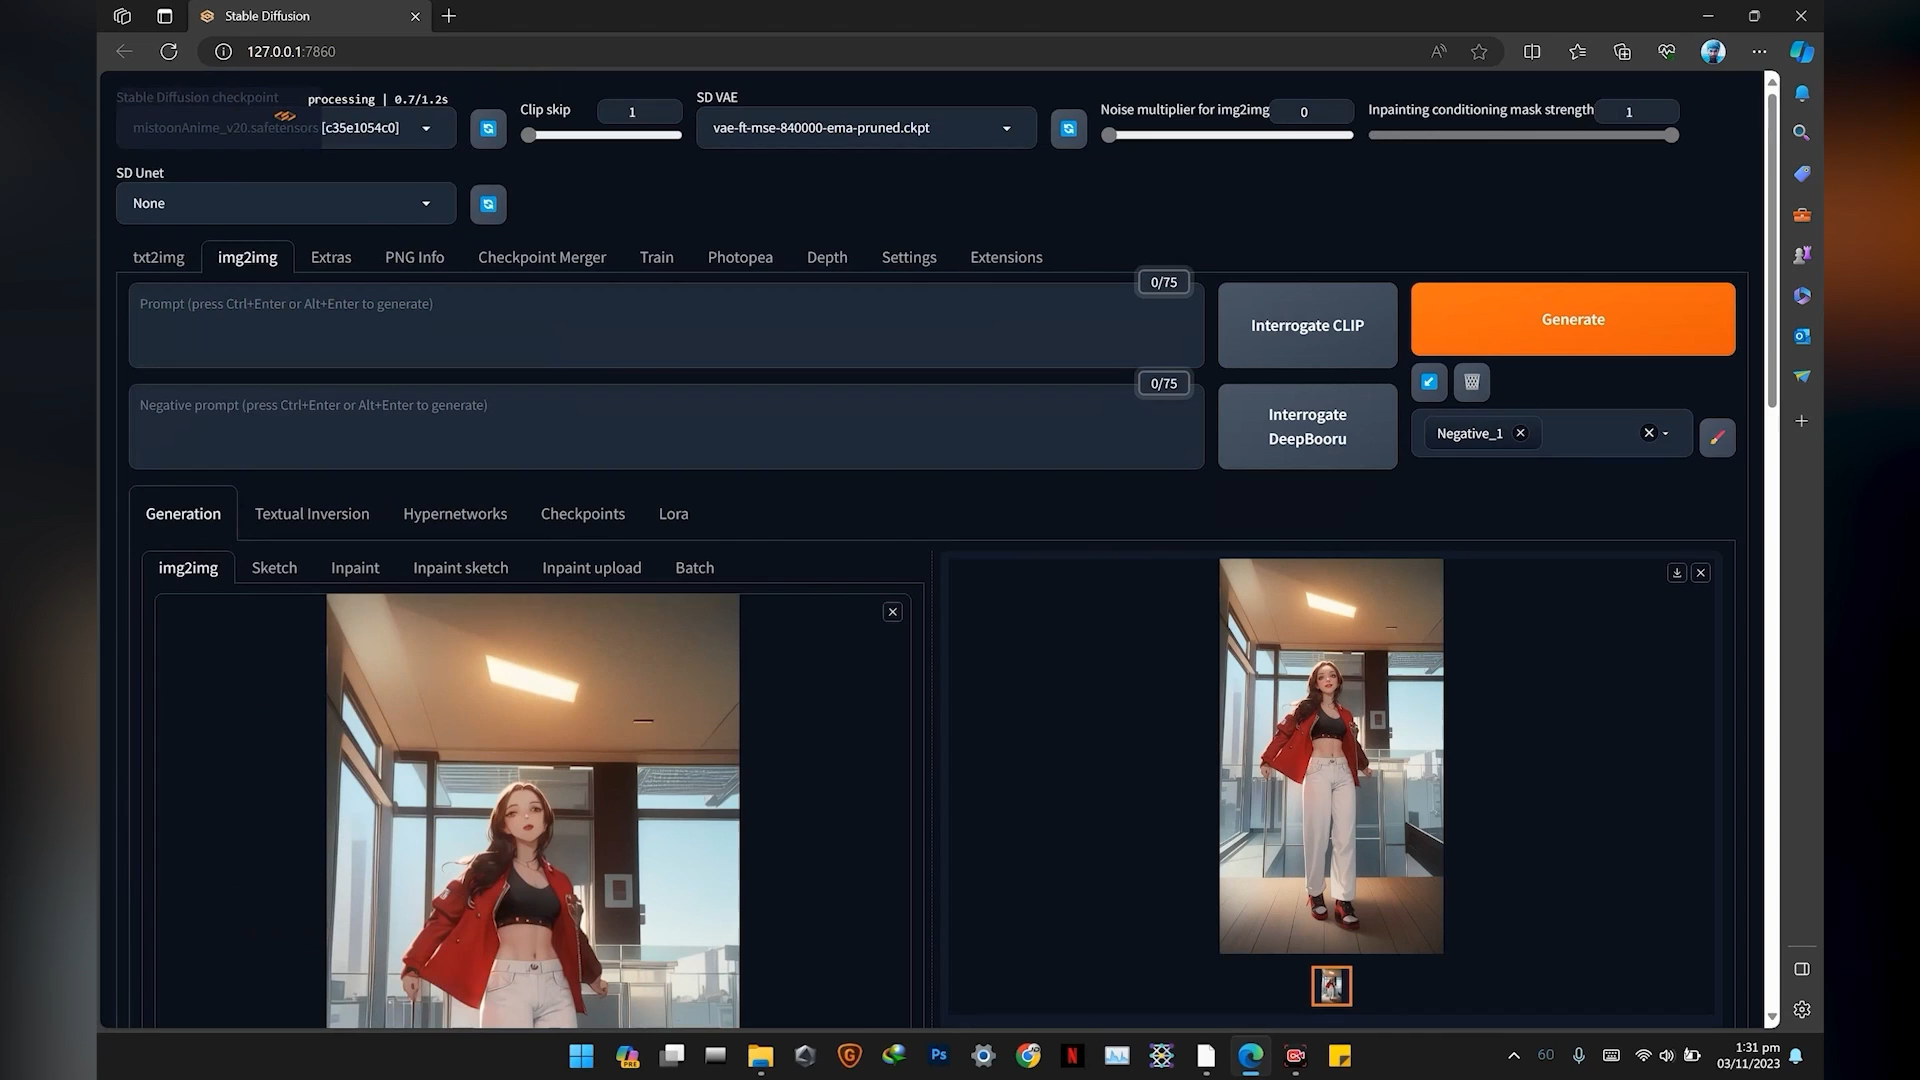 Stable Diffusion
127.0.0.1:7860
Stable Diffusion checkpoint
processing | 0.7/1.2s
mistoonAnime_v20.safetensors [c35e1054c0]
Clip skip
1
SD VAE
vae-ft-mse-840000-ema-pruned.ckpt
Noise multiplier for img2img
0
Inpainting conditioning mask strength
1
SD Unet
None
txt2img
img2img
Extras
PNG Info
Checkpoint Merger
Train
Photopea
Depth
Settings
Extensions
Prompt (press Ctrl+Enter or Alt+Enter to generate)
0/75
Interrogate CLIP
Generate
Negative prompt (press Ctrl+Enter or Alt+Enter to generate)
0/75
Interrogate
DeepBooru
Negative_1
Generation
Textual Inversion
Hypernetworks
Checkpoints
Lora
img2img
Sketch
Inpaint
Inpaint sketch
Inpaint upload
Batch
PRE
Ps
60
1:31 pm
03/11/2023